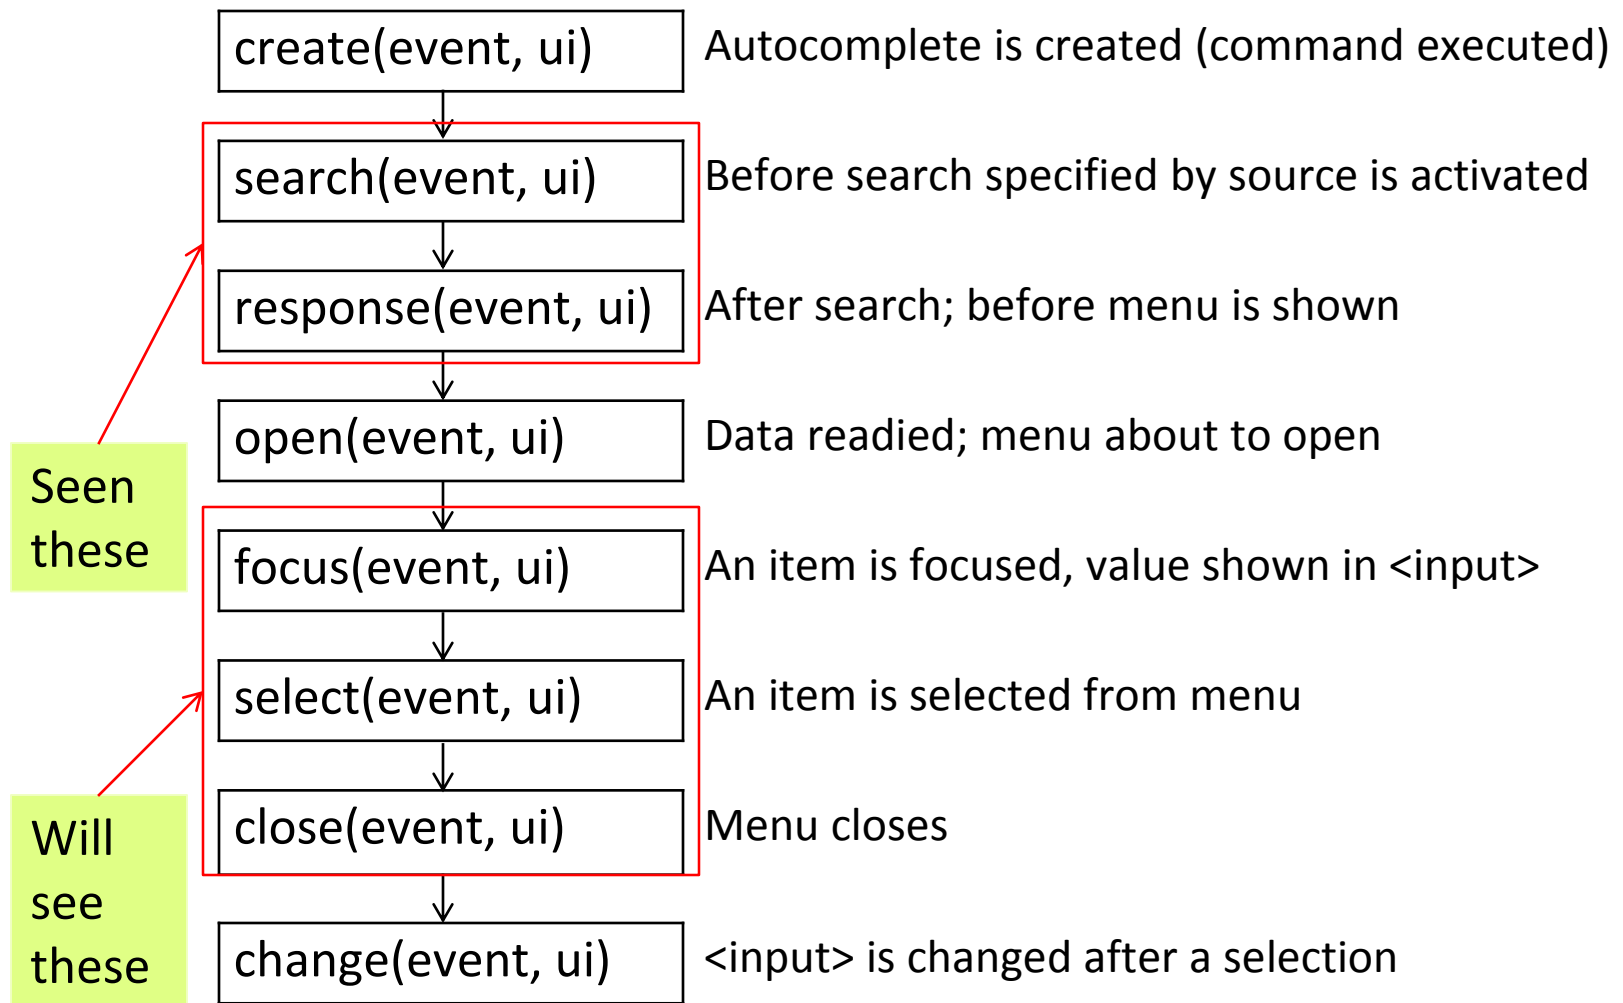 create(event, ui) Autocomplete is created (command executed)
search(event, ui) Before search specified by source is activated
response(event, ui) After search; before menu is shown
open(event, ui) Data readied; menu about to open
Seen
these
focus(event, ui) An item is focused, value shown in <input>
select(event, ui) An item is selected from menu
close(event, ui) Menu closes
Will
see
these
change(event, ui) <input> is changed after a selection